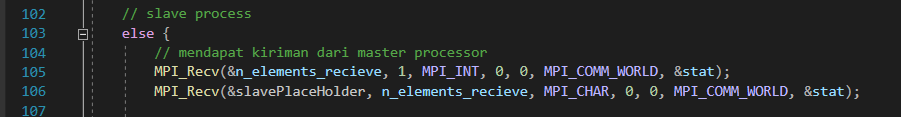 102 // slave process
103 else {
104 // mendapat kiriman dari master processor
105 MPI_Recv(&n_elements_recieve, 1, MPI_INT, 0, 0, MPI_COMM_WORLD, &stat);
106 MPI_Recv(&slavePlaceHolder, n_elements_recieve, MPI_CHAR, 0, 0, MPI_COMM_WORLD, &stat);
107